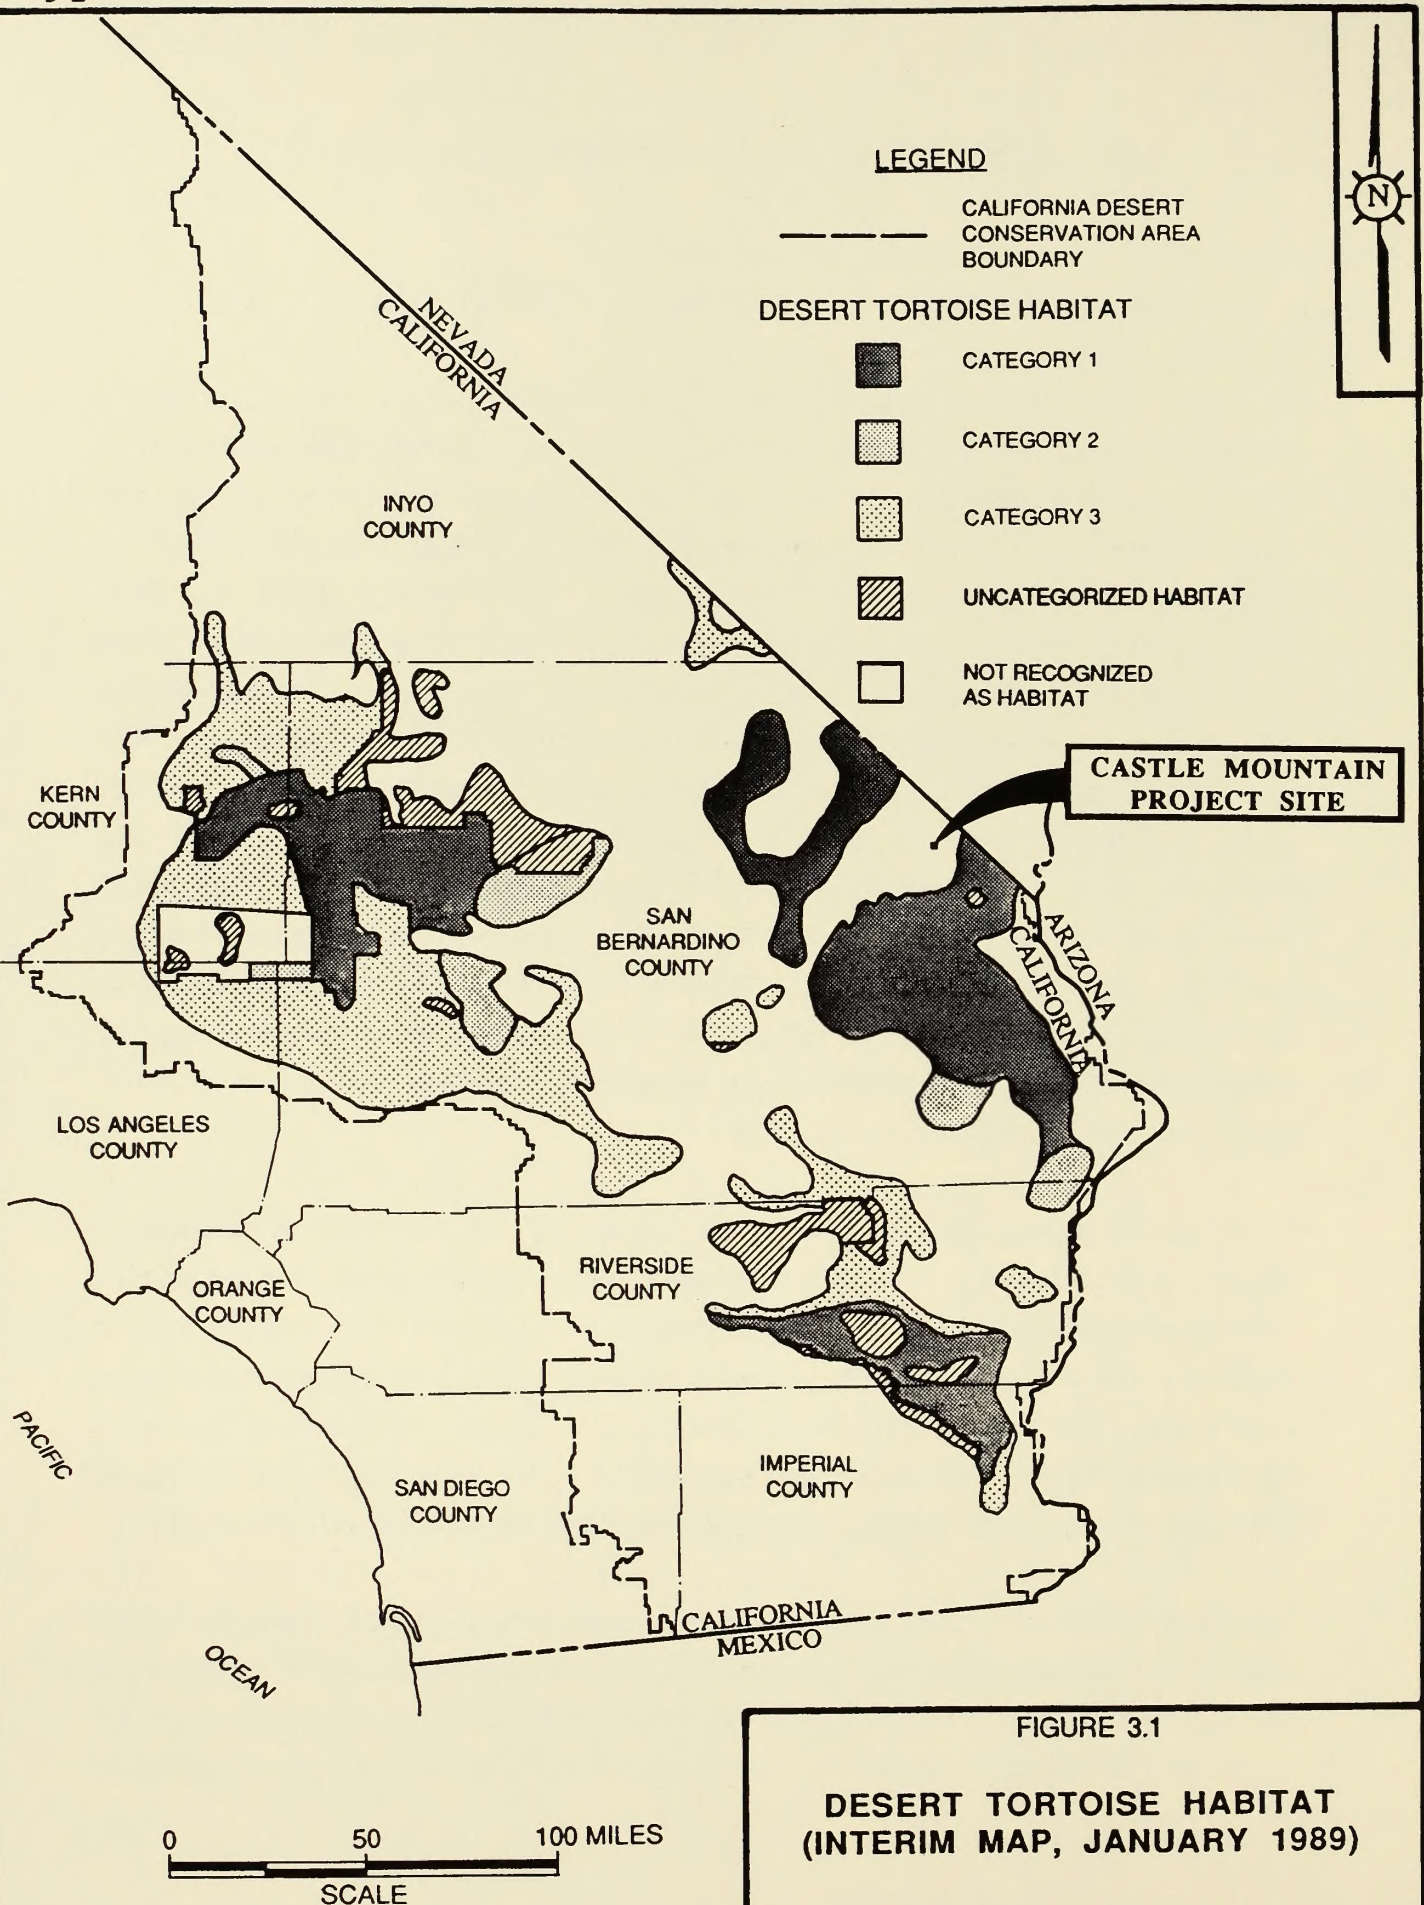 LEGEND
CALIFORNIA DESERT
CONSERVATION AREA
BOUNDARY
DESERT TORTOISE HABITAT
CATEGORY 1
CATEGORY 2
CATEGORY 3
UNCATEGORIZED HABITAT
NOT RECOGNIZED
AS HABITAT
N
NEVADA
CALIFORNIA
INYO
COUNTY
CASTLE MOUNTAIN
PROJECT SITE
KERN
COUNTY
SAN
BERNARDINO
COUNTY
ARIZONA
CALIFORNIA
LOS ANGELES
COUNTY
RIVERSIDE
COUNTY
ORANGE
COUNTY
PACIFIC
SAN DIEGO
COUNTY
IMPERIAL
COUNTY
CALIFORNIA
MEXICO
OCEAN
FIGURE 3.1
DESERT TORTOISE HABITAT
(INTERIM MAP, JANUARY 1989)
0 50 100 MILES
SCALE